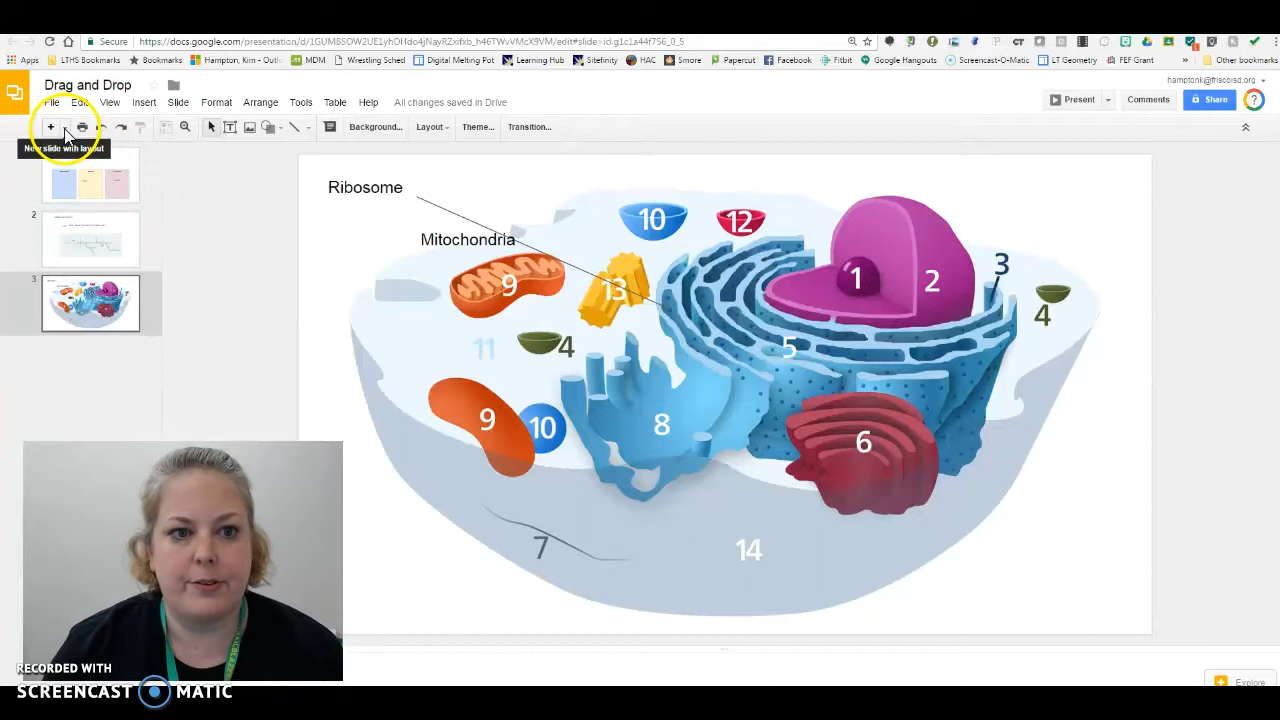 Secure https://docs.google.com/presentation/d/1GUMBSOW2UE1yhOHdo4jNayRZxifxb_h46TWvVMcX9VM/edit#slide=id.g1c1a44f756_0_5
Apps LTHS Bookmarks Bookmarks Hampton, Kim - Outl MDM Wrestling Sched Digital Melting Pot Learning Hub Sitefinity HAC Smore Papercut Facebook Fitbit Google Hangouts Screencast-O-Matic LT Geometry FEF Grant »
Drag and Drop
hamptonk@friscoisd.org
File Edit View Insert Slide Format Arrange Tools Table Help All changes saved in Drive
Present Comments Share
Background... Layout Theme... Transition...
New slide with layout
2
3
Ribosome
Mitochondria
10
12
3
1
2
9
13
4
11
4
5
9
10
8
6
7
14
RECORDED WITH
SCREENCAST MATIC
Explore